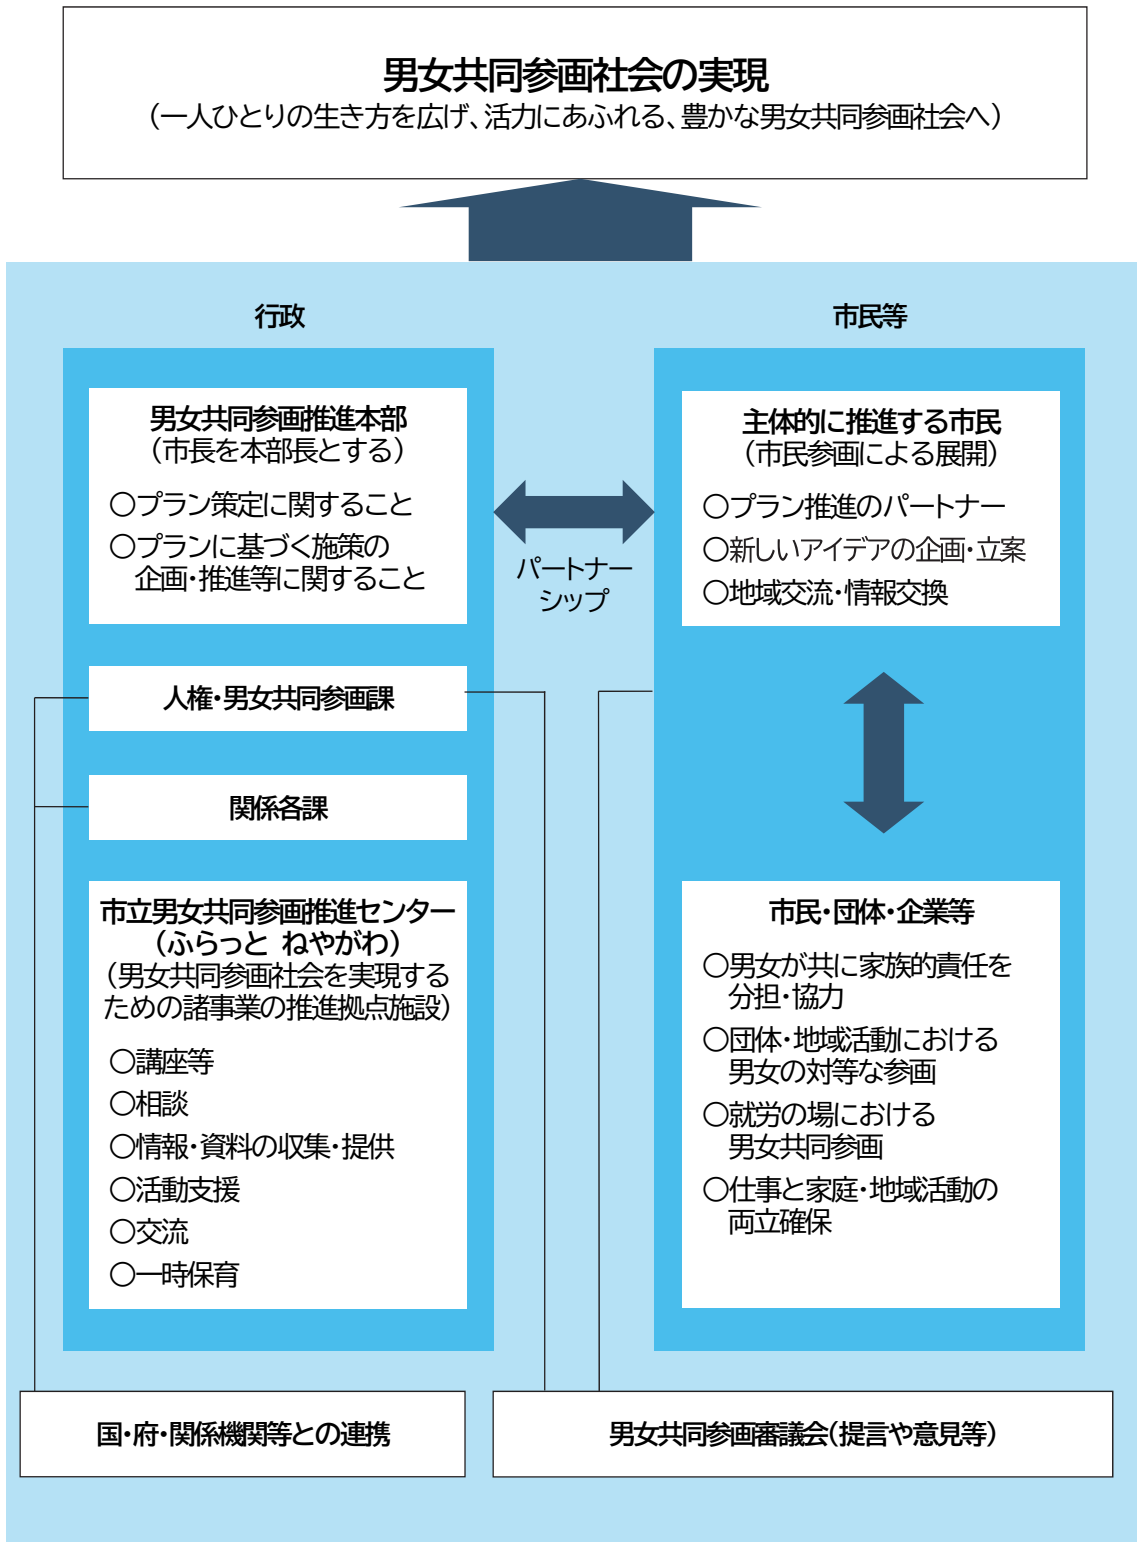 男女共同参画社会の実現
（一人ひとりの生き方を広げ、活力にあふれる、豊かな男女共同参画社会へ）
行政
男女共同参画推進本部
（市長を本部長とする）
○プラン策定に関すること
○プランに基づく施策の
企画・推進等に関すること
人権・男女共同参画課
関係各課
市立男女共同参画推進センター
（ふらっと ねやがわ）
（男女共同参画社会を実現する
ための諸事業の推進拠点施設）
○講座等
○相談
○情報・資料の収集・提供
○活動支援
○交流
○一時保育
パートナー
シップ
市民等
主体的に推進する市民
（市民参画による展開）
○プラン推進のパートナー
○新しいアイデアの企画・立案
○地域交流・情報交換
市民・団体・企業等
○男女が共に家族的責任を
分担・協力
○団体・地域活動における
男女の対等な参画
○就労の場における
男女共同参画
○仕事と家庭・地域活動の
両立確保
国・府・関係機関等との連携
男女共同参画審議会（提言や意見等）